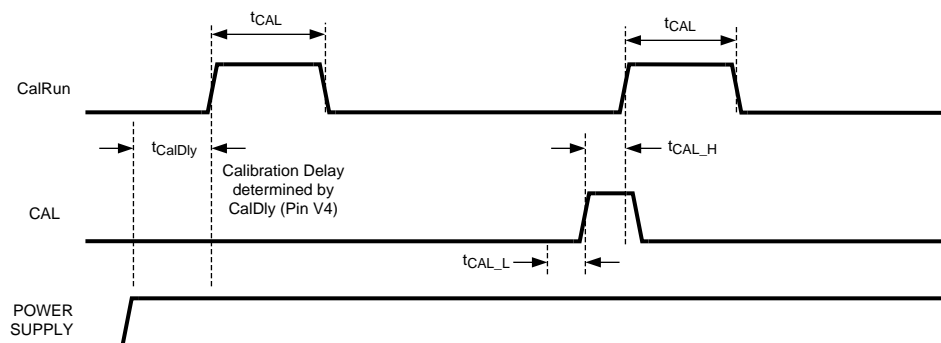 tCAL
tCAL
CalRun
tCalDly
tCAL_H
Calibration Delay
determined by
CalDly (Pin V4)
CAL
tCAL_L
POWER
SUPPLY